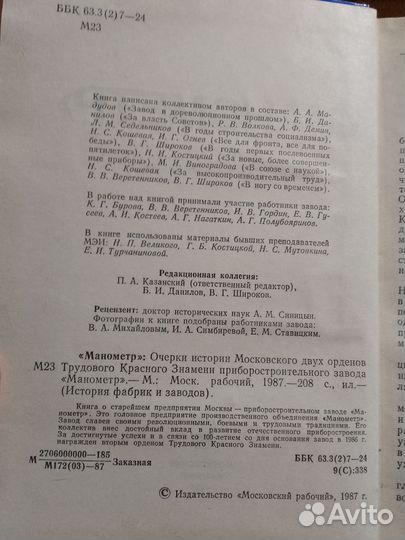 ББК 63.3(2)7—24
М23
Книга написана коллективом авторов в составе: А. А. Ма-
дудов («Завод в дореволюционном прошлом»), Б. И. Да-
нилов («За власть Советов»), Р. В. Волкова, А. Ф. Демин,
Л. М. Седельников («В годы строительства социализма»),
Н. С. Кошевая, И. Г. Огнев («Все для фронта, все для по-
беды»), В. Г. Широков («В годы первых послевоенных
пятилеток»), Н. И. Костицкий («За новые, более совершен-
ные приборы»), М. И. Виноградова («В союзе с наукой»),
Н. С. Кошевая («За высокопроизводительный труд»),
В. В. Веретенников, В. Г. Широков («В ногу со временем»).
В работе над книгой принимали участие работники завода:
К. Г. Бурова, В. В. Веретенников, И. В. Гордин, Е. В. Гу-
сеев, А. И. Костеев, А. Г. Нагаткин, А. Г. Полубояринов.
В книге использованы материалы бывших преподавателей
МЭИ: Н. П. Великого, Г. Б. Костицкой, Н. С. Мутовкина,
Е. И. Турчаниновой.
Редакционная коллегия:
П. А. Казанский (ответственный редактор),
Б. И. Данилов, В. Г. Широков.
Рецензент: доктор исторических наук А. М. Синицын.
Фотографии к книге подобраны работниками завода:
В. А. Михайловым, И. А. Симбиревой, Е. М. Ставицким.
«Манометр»: Очерки истории Московского двух орденов
М23 Трудового Красного Знамени приборостроительного завода
«Манометр».— М.: Моск. рабочий, 1987.—208 с., ил.—
(История фабрик и заводов).
Книга о старейшем предприятии Москвы — приборостроительном заводе «Ма-
нометр». Это головное предприятие производственного объединения «Манометр».
Завод славен своими революционными, боевыми и трудовыми традициями. Его
коллектив внес достойный вклад в развитие отечественного приборостроения.
За достигнутые успехи и в связи со 100-летием со дня основания завод в 1986 г.
награжден вторым орденом Трудового Красного Знамени.
М 2706000000—185 Заказная ББК 63.3(2)7—24
М172(03)—87 9(С):338
© Издательство «Московский рабочий», 1987 г.
Avito